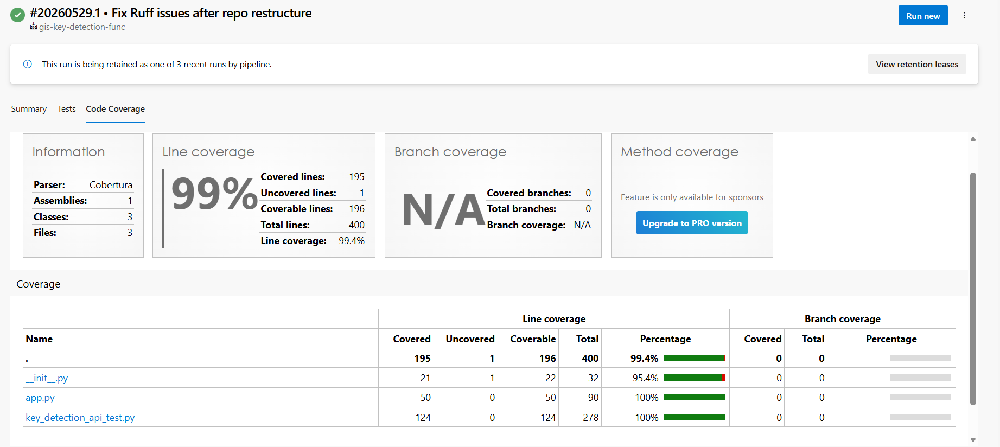 #20260529.1 • Fix Ruff issues after repo restructure
gis-key-detection-func
Run new
This run is being retained as one of 3 recent runs by pipeline.
View retention leases
Summary Tests Code Coverage
Information
Parser: Cobertura
Assemblies: 1
Classes: 3
Files: 3
Line coverage
99%
Covered lines: 195
Uncovered lines: 1
Coverable lines: 196
Total lines: 400
Line coverage: 99.4%
Branch coverage
N/A
Covered branches: 0
Total branches: 0
Branch coverage: N/A
Method coverage
Feature is only available for sponsors
Upgrade to PRO version
Coverage
Line coverage Branch coverage
Name Covered Uncovered Coverable Total Percentage Covered Total Percentage
. 195 1 196 400 99.4% 0 0
__init__.py 21 1 22 32 95.4% 0 0
app.py 50 0 50 90 100% 0 0
key_detection_api_test.py 124 0 124 278 100% 0 0